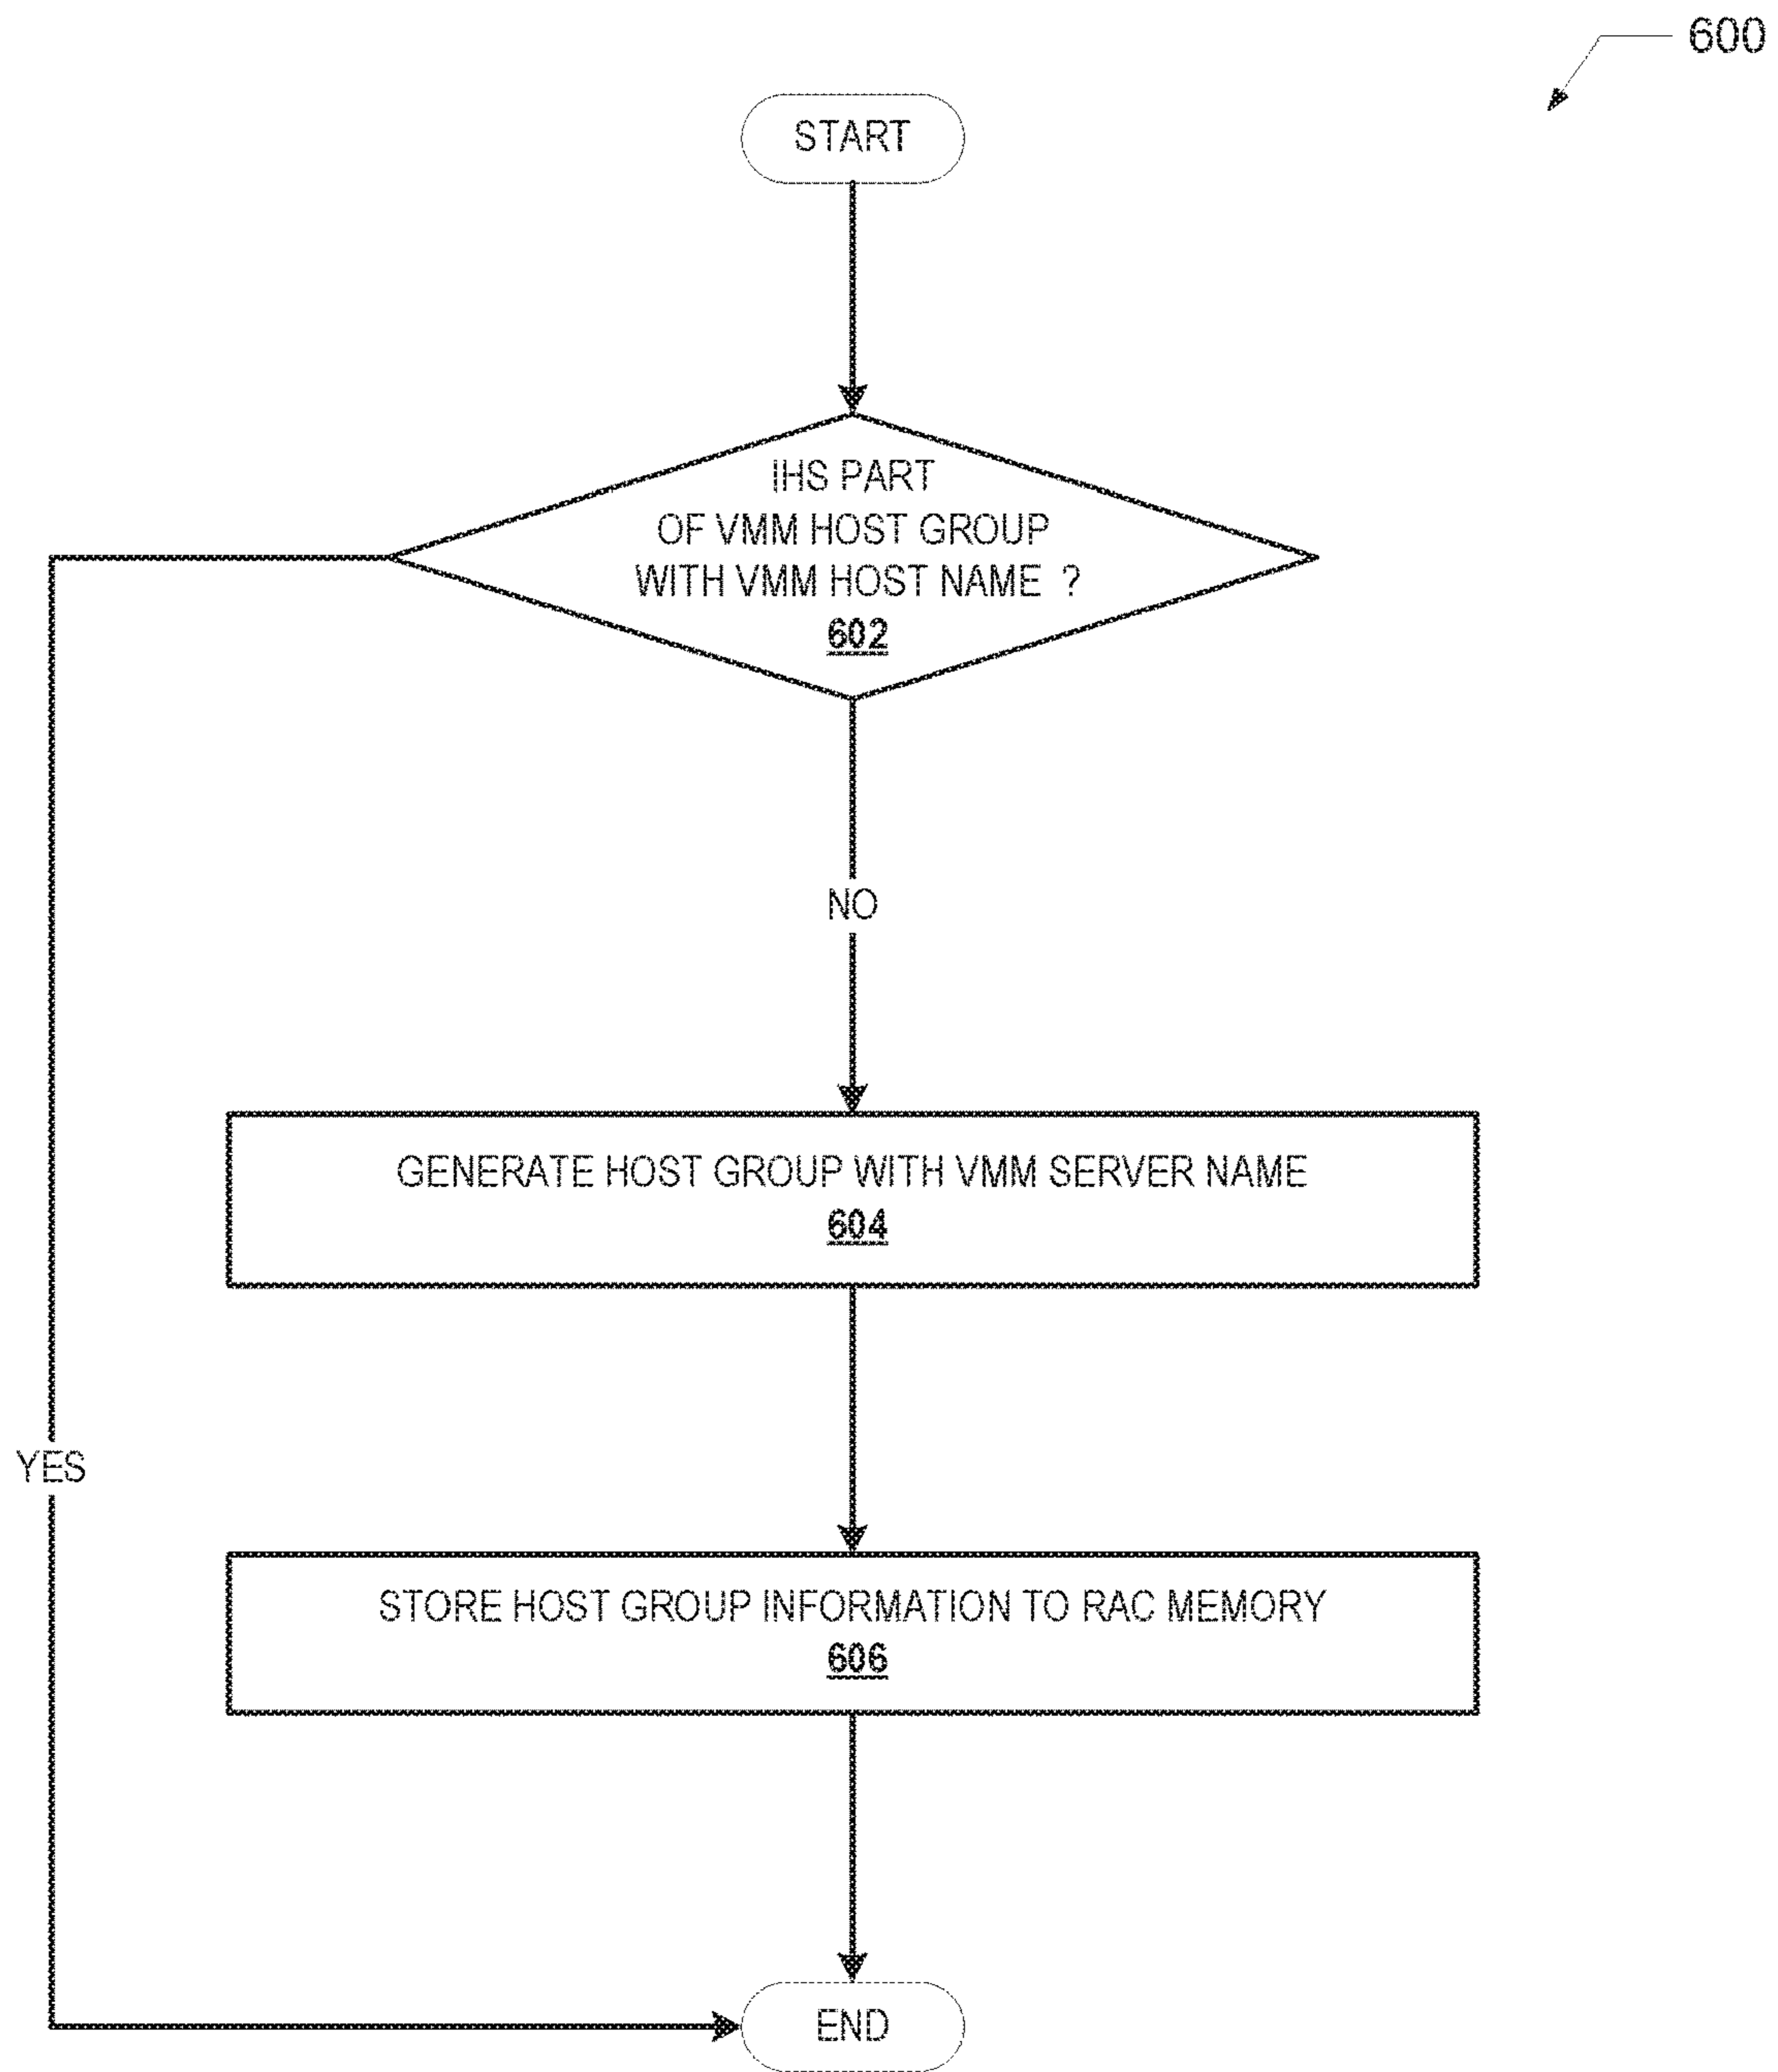 600
START
IHS PART
OF VMM HOST GROUP
WITH VMM HOST NAME ?
602
NO
GENERATE HOST GROUP WITH VMM SERVER NAME
604
YES
STORE HOST GROUP INFORMATION TO RAC MEMORY
606
END